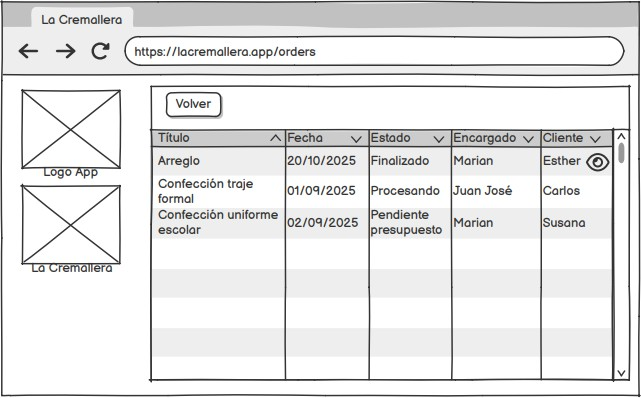 La Cremallera
https://lacremallera.app/orders
Logo App
La Cremallera
Volver
Título Fecha Estado Encargado Cliente
Arreglo 20/10/2025 Finalizado Marian Esther
Confección traje
formal
01/09/2025 Procesando Juan José Carlos
Confección uniforme
escolar
02/09/2025
Pendiente
presupuesto
Marian Susana